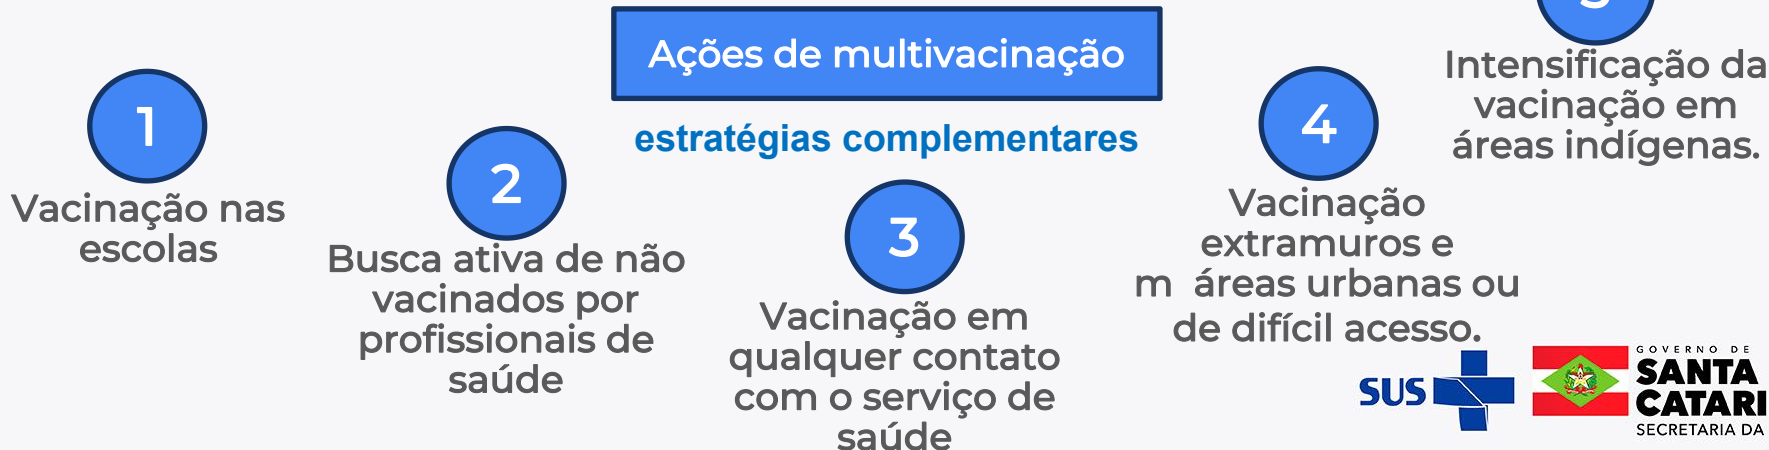 Ações de multivacinação
estratégias complementares
1
Vacinação nas
escolas
2
Busca ativa de não
vacinados por
profissionais de
saúde
3
Vacinação em
qualquer contato
com o serviço de
saúde
4
Vacinação
extramuros e
m áreas urbanas ou
de difícil acesso.
Intensificação da
vacinação em
áreas indígenas.
SUS
GOVERNO DE
SANTA
CATARI
SECRETARIA DA